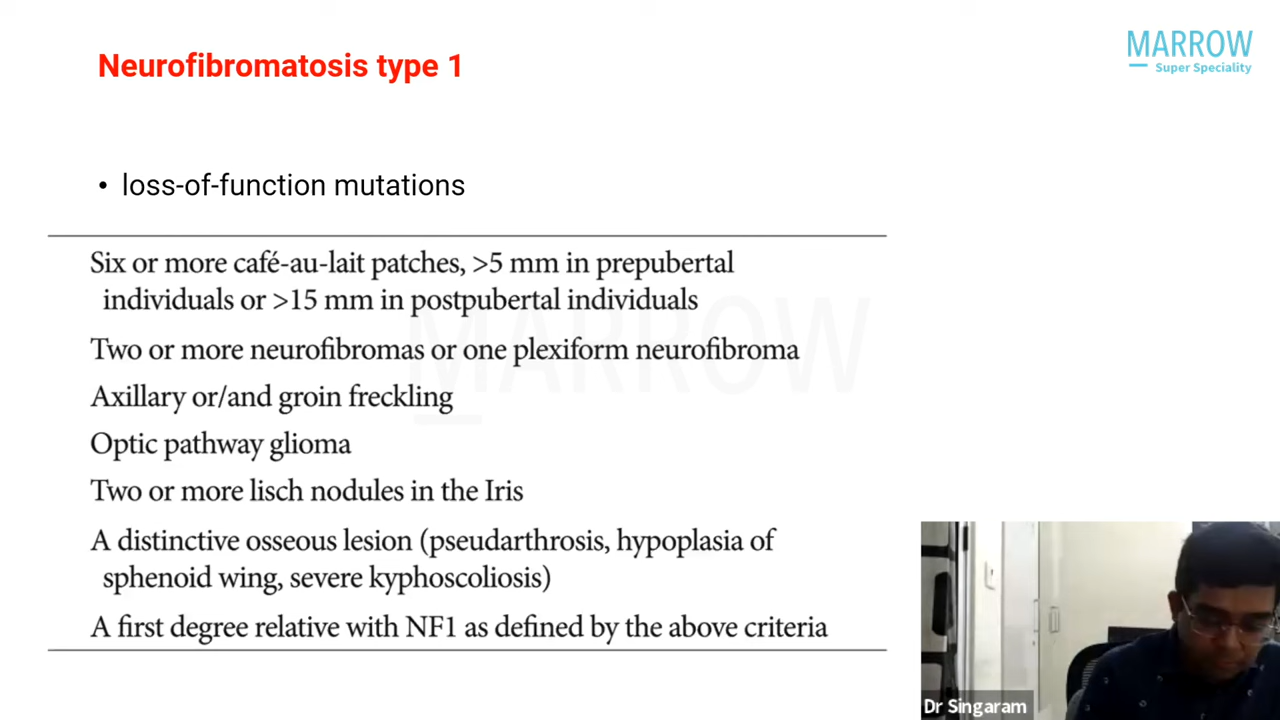 Neurofibromatosis type 1
MARROW
Super Speciality
• loss-of-function mutations
Six or more café-au-lait patches, >5 mm in prepubertal
individuals or >15 mm in postpubertal individuals
Two or more neurofibromas or one plexiform neurofibroma
Axillary or/and groin freckling
Optic pathway glioma
Two or more lisch nodules in the Iris
A distinctive osseous lesion (pseudarthrosis, hypoplasia of
sphenoid wing, severe kyphoscoliosis)
A first degree relative with NF1 as defined by the above criteria
MARROW
Dr Singaram